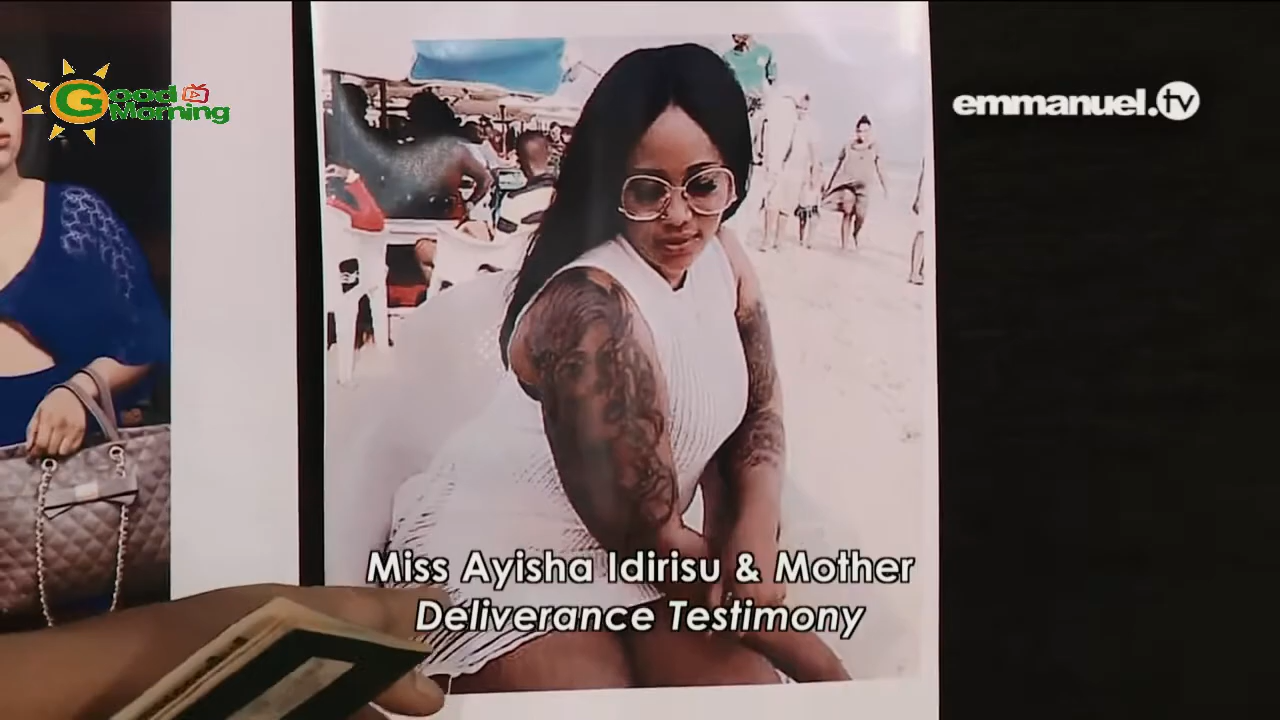 Good
Morning
emmanuel.tv
Miss Ayisha Idirisu & Mother
Deliverance Testimony